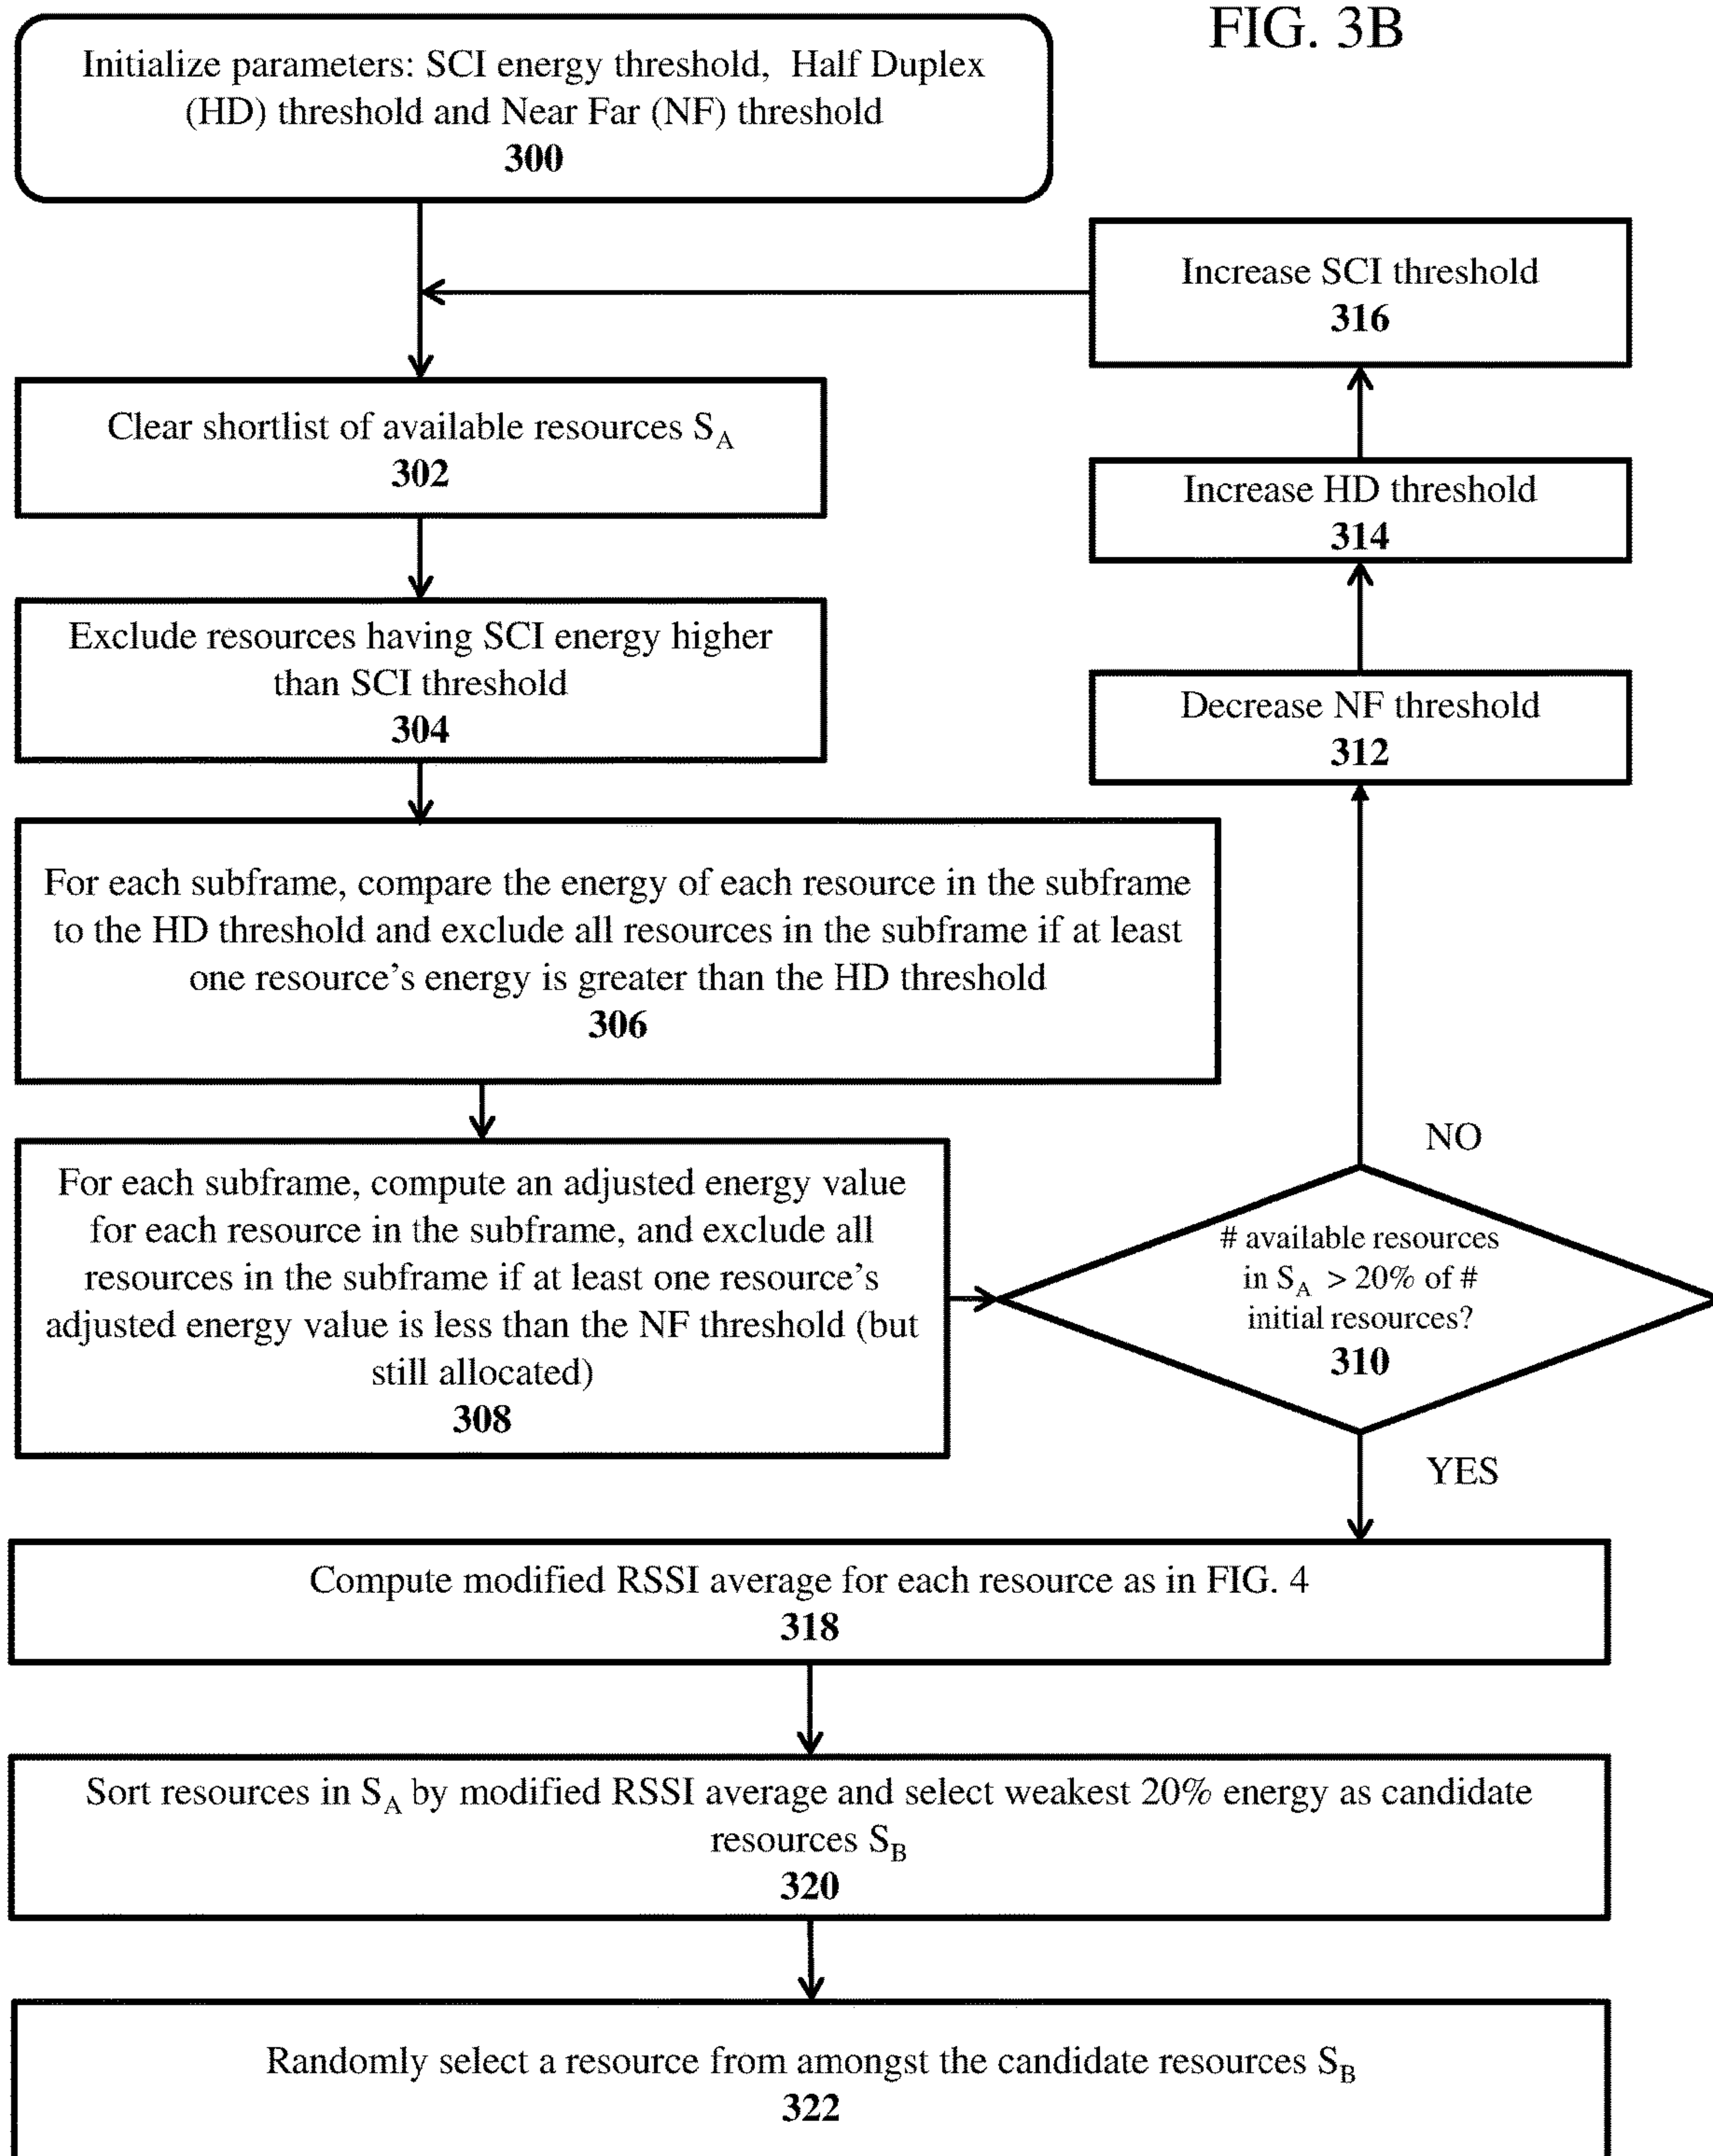 FIG. 3B
Initialize parameters: SCI energy threshold, Half Duplex
(HD) threshold and Near Far (NF) threshold
300
Increase SCI threshold
316
Clear shortlist of available resources S_A
302
Increase HD threshold
314
Exclude resources having SCI energy higher
than SCI threshold
304
Decrease NF threshold
312
For each subframe, compare the energy of each resource in the subframe
to the HD threshold and exclude all resources in the subframe if at least
one resource's energy is greater than the HD threshold
306
For each subframe, compute an adjusted energy value
for each resource in the subframe, and exclude all
resources in the subframe if at least one resource's
adjusted energy value is less than the NF threshold (but
still allocated)
308
NO
# available resources
in S_A > 20% of #
initial resources?
310
YES
Compute modified RSSI average for each resource as in FIG. 4
318
Sort resources in S_A by modified RSSI average and select weakest 20% energy as candidate
resources S_B
320
Randomly select a resource from amongst the candidate resources S_B
322